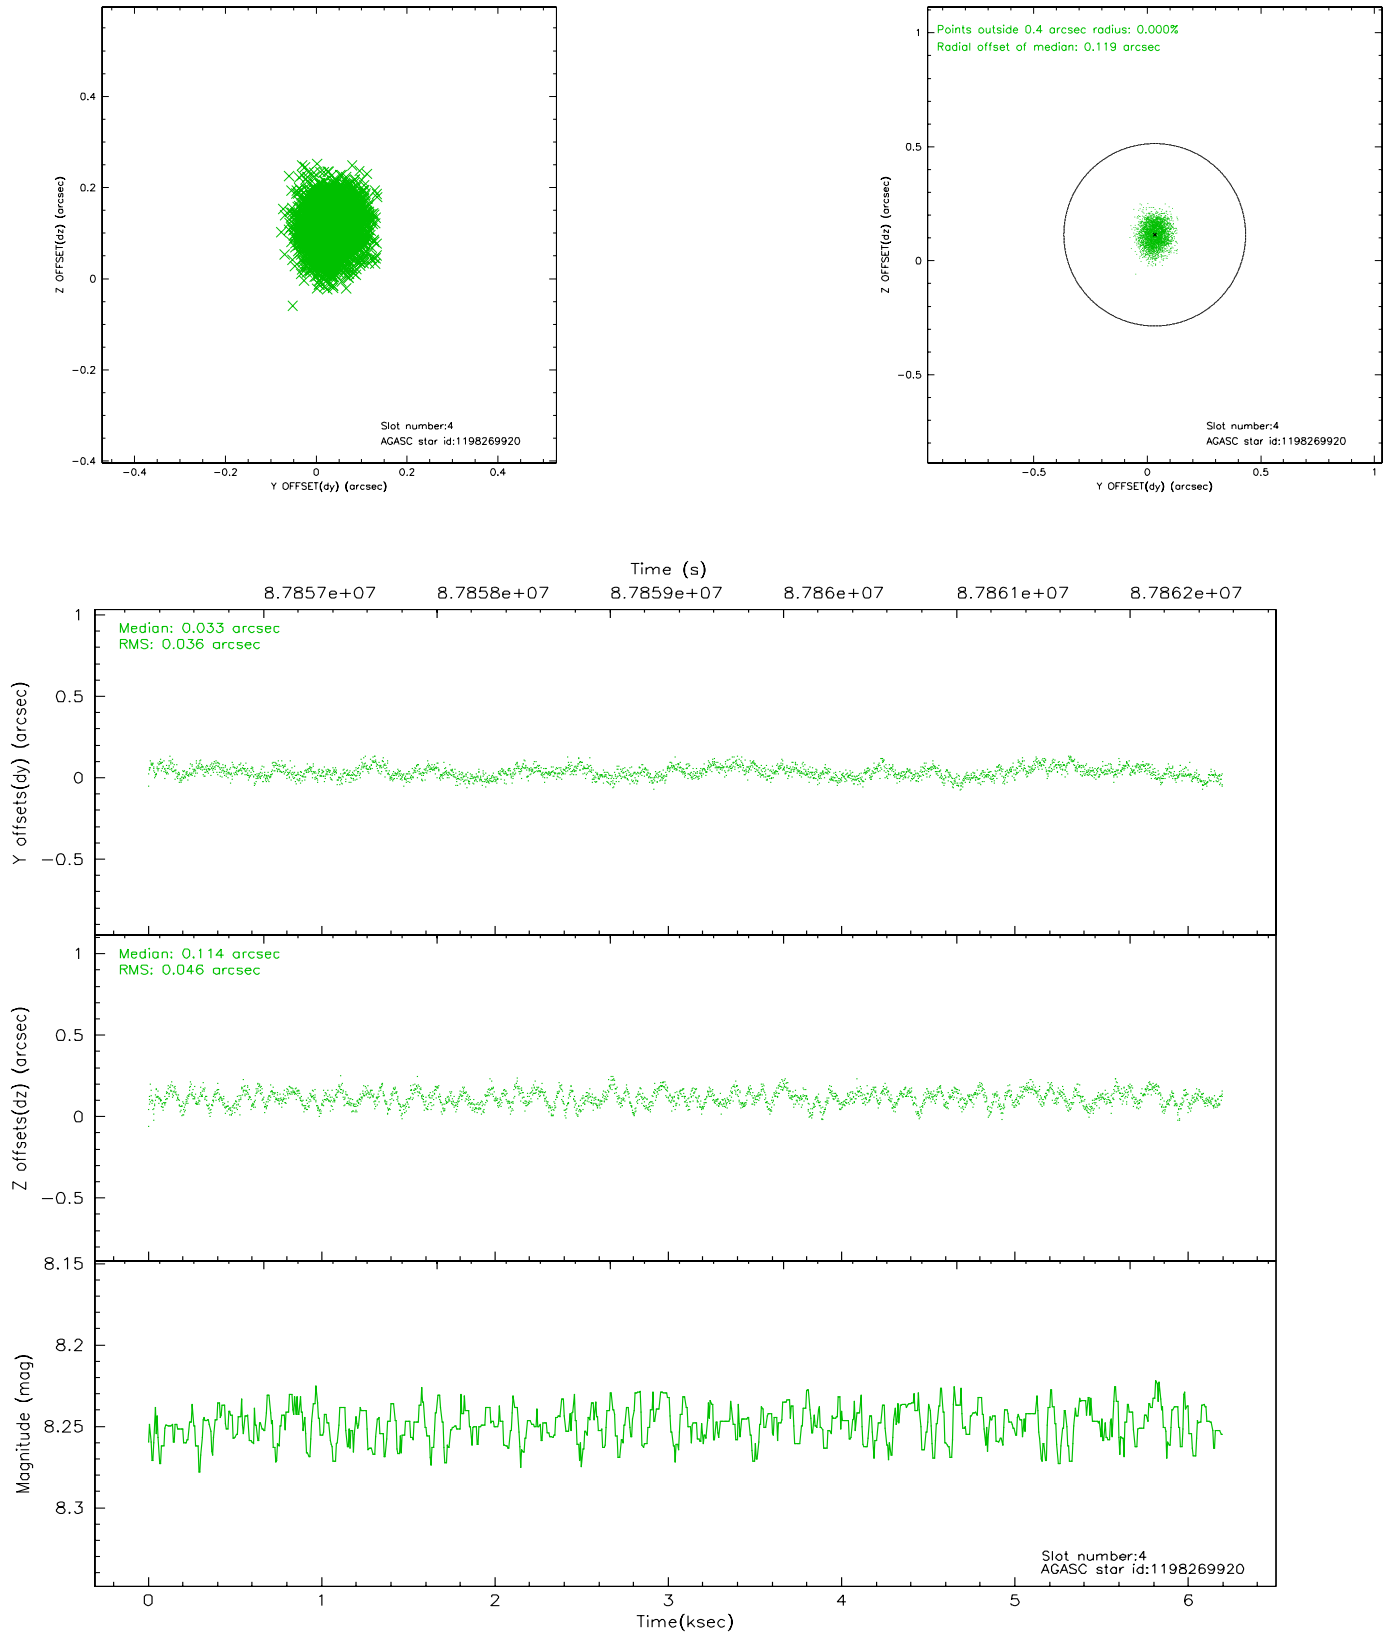 0.4
0.2
0
−0.2
−0.4
Z OFFSET(dz) (arcsec)
Slot number:4
AGASC star id:1198269920
−0.4 −0.2 0 0.2 0.4
Y OFFSET(dy) (arcsec)
Points outside 0.4 arcsec radius: 0.000%
Radial offset of median: 0.119 arcsec
1
0.5
0
−0.5
Z OFFSET(dz) (arcsec)
Slot number:4
AGASC star id:1198269920
−0.5 0 0.5 1
Y OFFSET(dy) (arcsec)
Time (s)
8.7857e+07 8.7858e+07 8.7859e+07 8.786e+07 8.7861e+07 8.7862e+07
Median: 0.033 arcsec
RMS: 0.036 arcsec
1
0.5
0
−0.5
Y offsets(dy) (arcsec)
Median: 0.114 arcsec
RMS: 0.046 arcsec
1
0.5
0
−0.5
Z offsets(dz) (arcsec)
8.15
8.2
8.25
8.3
Magnitude (mag)
Slot number:4
AGASC star id:1198269920
0 1 2 3 4 5 6
Time(ksec)